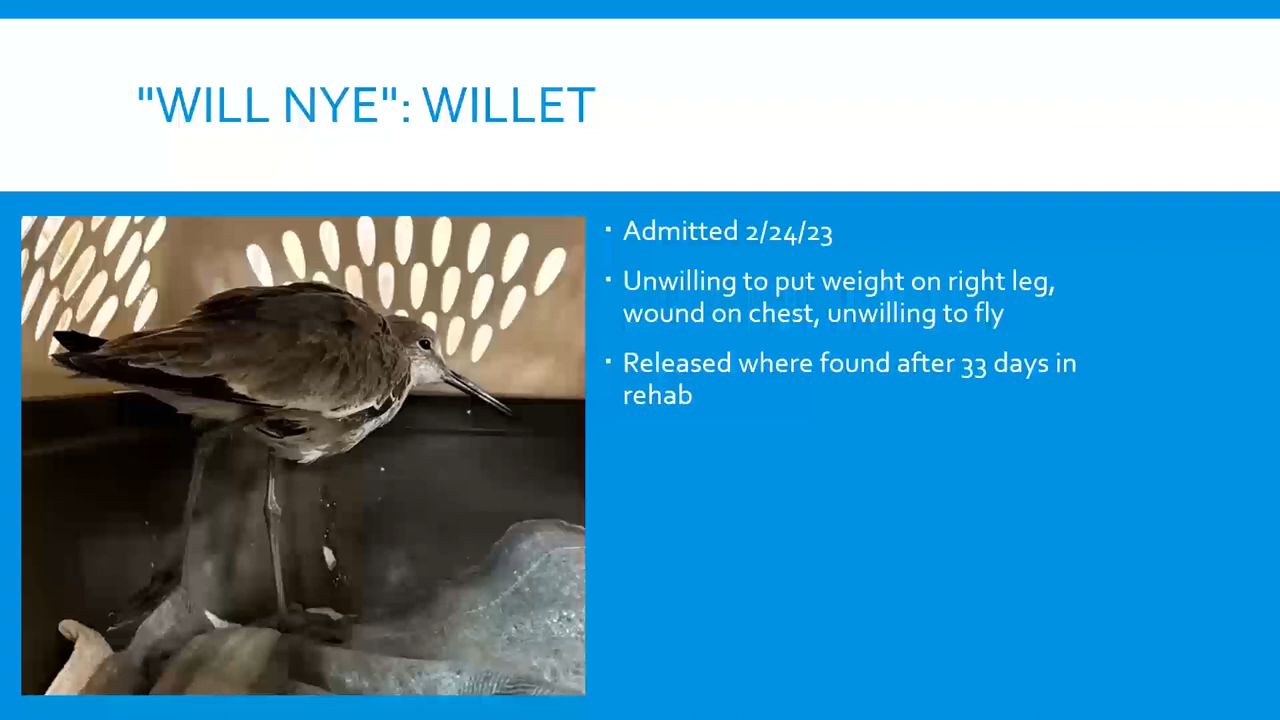 "WILL NYE": WILLET
▪ Admitted 2/24/23
▪ Unwilling to put weight on right leg,
wound on chest, unwilling to fly
▪ Released where found after 33 days in
rehab